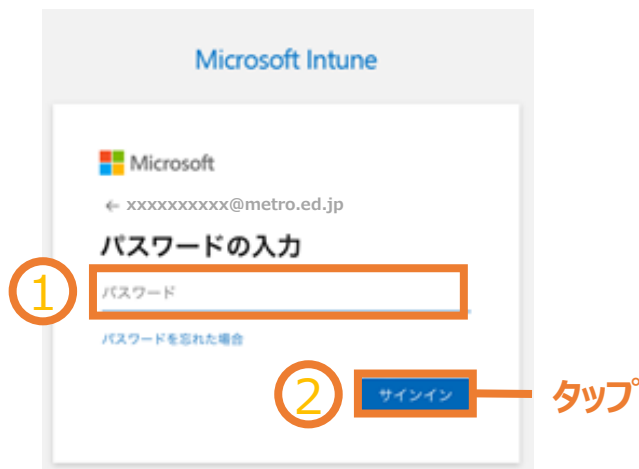 Microsoft Intune
Microsoft
← xxxxxxxxxx@metro.ed.jp
パスワードの入力
① パスワード
パスワードを忘れた場合
② サインイン タップ